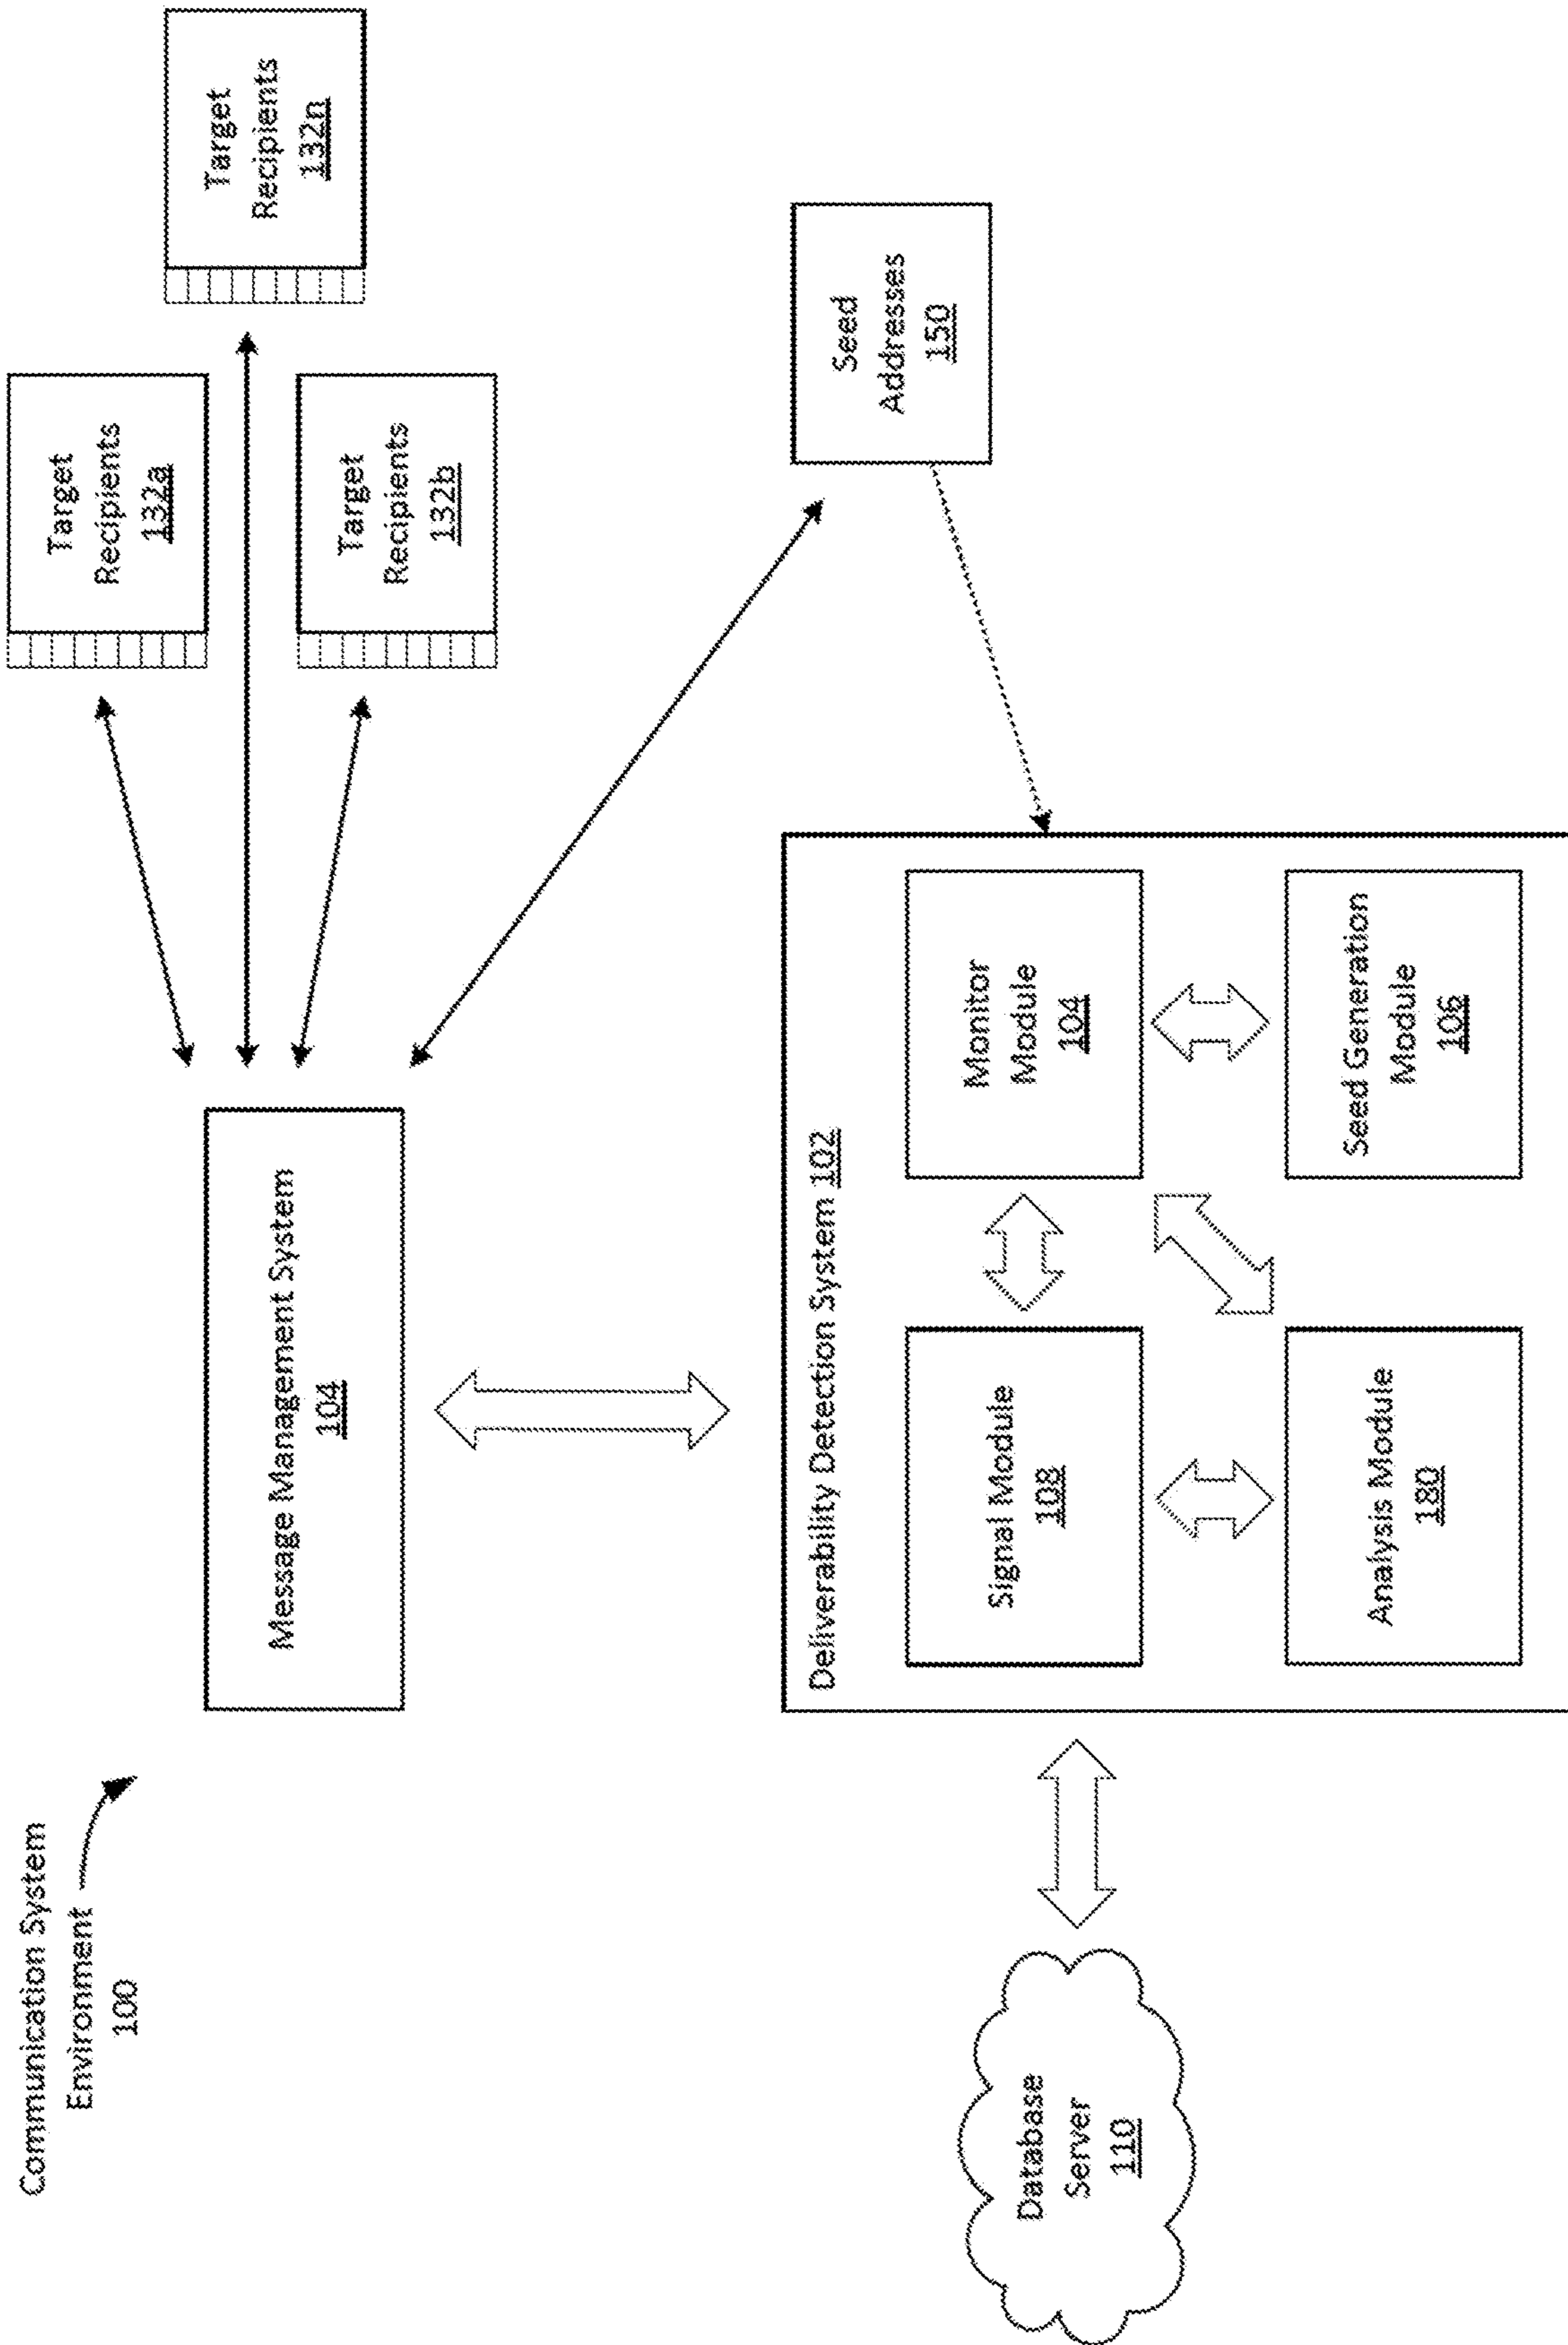 Communication System
Environment
100
Message Management System
104
Target
Recipients
132a
Target
Recipients
132b
Target
Recipients
132n
Seed
Addresses
150
Deliverability Detection System 102
Signal Module
108
Monitor
Module
104
Analysis Module
180
Seed Generation
Module
106
Database
Server
110